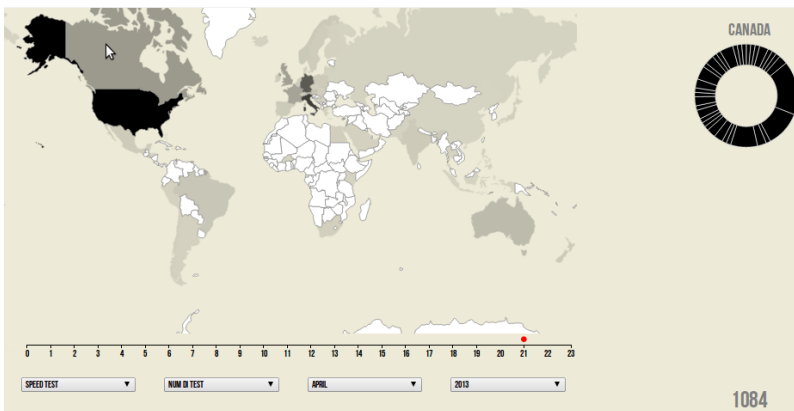 CANADA
0 1 2 3 4 5 6 7 8 9 10 11 12 13 14 15 16 17 18 19 20 21 22 23
SPEED TEST NUM DI TEST APRIL 2013
1084